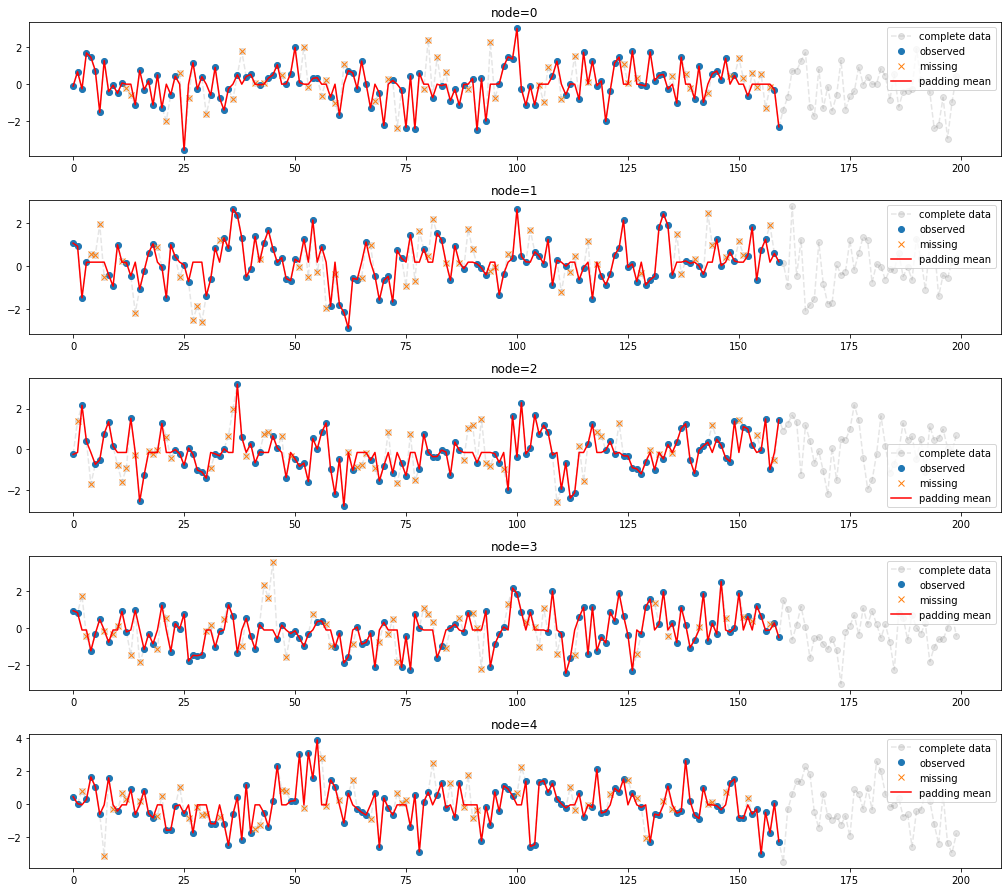 node=0
complete data
observed
missing
padding mean
2
0
−2
0 25 50 75 100 125 150 175 200
node=1
complete data
observed
missing
padding mean
2
0
−2
0 25 50 75 100 125 150 175 200
node=2
2
0
−2
complete data
observed
missing
padding mean
0 25 50 75 100 125 150 175 200
node=3
complete data
observed
missing
padding mean
2
0
−2
0 25 50 75 100 125 150 175 200
node=4
complete data
observed
missing
padding mean
4
2
0
−2
0 25 50 75 100 125 150 175 200